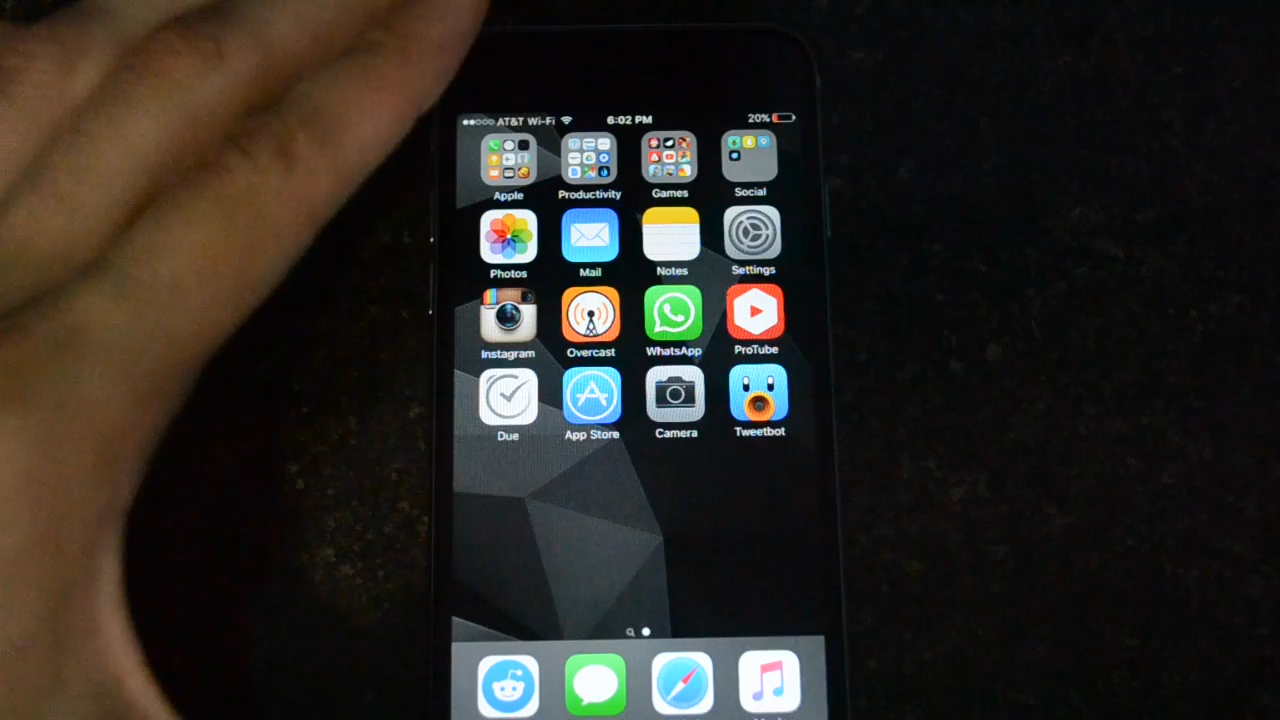 AT&T Wi-Fi 6:02 PM 20%
Apple Productivity Games Social
Photos Mail Notes Settings
Instagram Overcast WhatsApp ProTube
Due App Store Camera Tweetbot